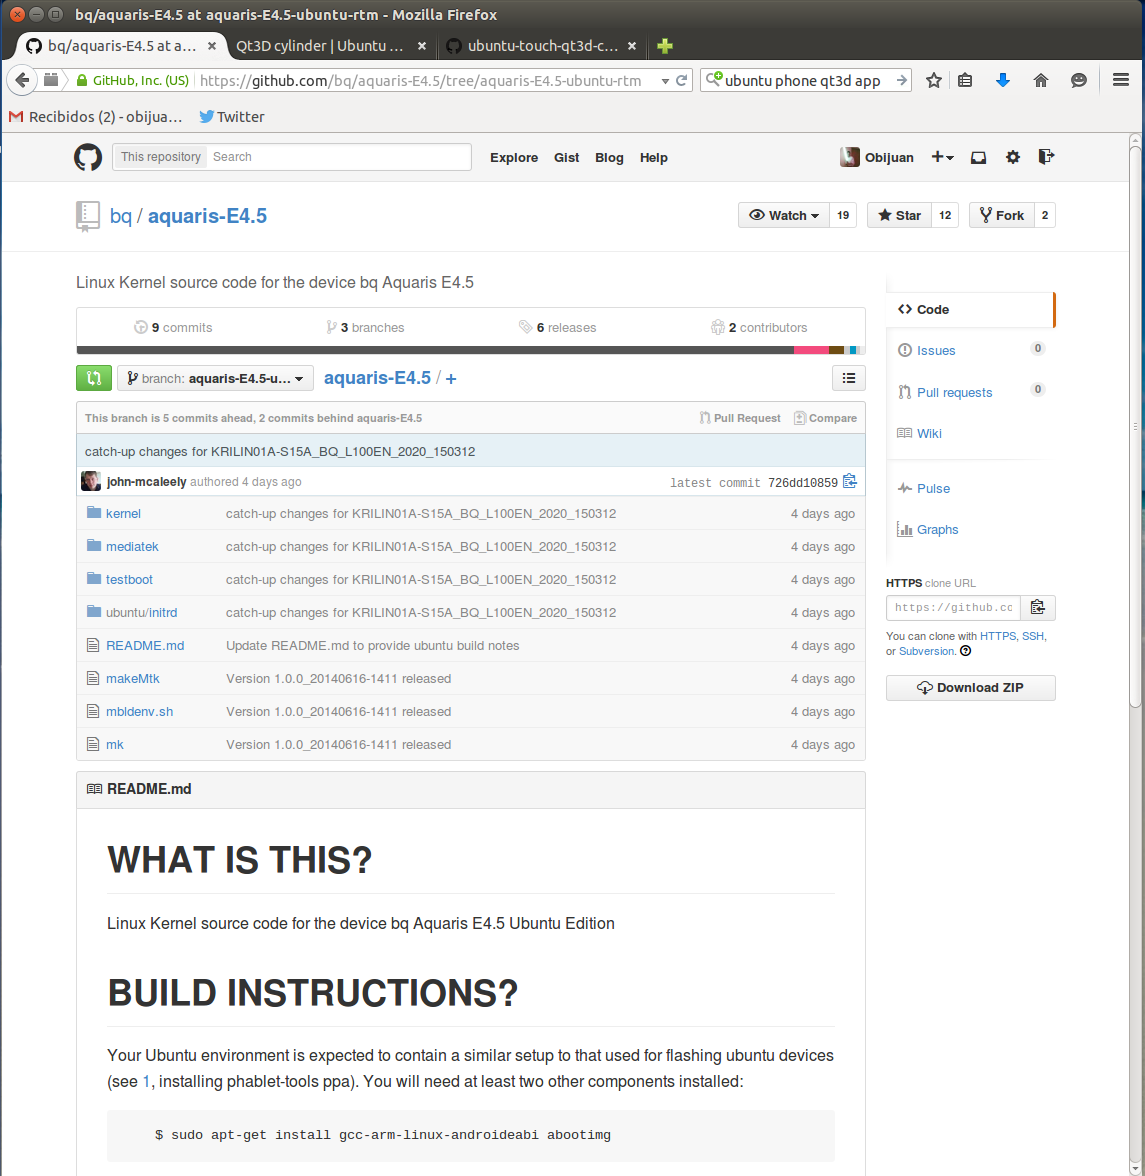 bq/aquaris-E4.5 at aquaris-E4.5-ubuntu-rtm - Mozilla Firefox
bq/aquaris-E4.5 at a... Qt3D cylinder | Ubuntu ... ubuntu-touch-qt3d-c...
GitHub, Inc. (US) https://github.com/bq/aquaris-E4.5/tree/aquaris-E4.5-ubuntu-rtm ubuntu phone qt3d app
Recibidos (2) - obijua... Twitter
This repository Search Explore Gist Blog Help Obijuan
bq / aquaris-E4.5 Watch 19 Star 12 Fork 2
Linux Kernel source code for the device bq Aquaris E4.5
9 commits 3 branches 6 releases 2 contributors
branch: aquaris-E4.5-u... aquaris-E4.5 / +
This branch is 5 commits ahead, 2 commits behind aquaris-E4.5 Pull Request Compare
catch-up changes for KRILIN01A-S15A_BQ_L100EN_2020_150312
john-mcaleely authored 4 days ago latest commit 726dd10859
kernel catch-up changes for KRILIN01A-S15A_BQ_L100EN_2020_150312 4 days ago
mediatek catch-up changes for KRILIN01A-S15A_BQ_L100EN_2020_150312 4 days ago
testboot catch-up changes for KRILIN01A-S15A_BQ_L100EN_2020_150312 4 days ago
ubuntu/initrd catch-up changes for KRILIN01A-S15A_BQ_L100EN_2020_150312 4 days ago
README.md Update README.md to provide ubuntu build notes 4 days ago
makeMtk Version 1.0.0_20140616-1411 released 4 days ago
mbldenv.sh Version 1.0.0_20140616-1411 released 4 days ago
mk Version 1.0.0_20140616-1411 released 4 days ago
Code
Issues 0
Pull requests 0
Wiki
Pulse
Graphs
HTTPS clone URL
https://github.cc
You can clone with HTTPS, SSH,
or Subversion.
Download ZIP
README.md
WHAT IS THIS?
Linux Kernel source code for the device bq Aquaris E4.5 Ubuntu Edition
BUILD INSTRUCTIONS?
Your Ubuntu environment is expected to contain a similar setup to that used for flashing ubuntu devices
(see 1, installing phablet-tools ppa). You will need at least two other components installed:
$ sudo apt-get install gcc-arm-linux-androideabi abootimg